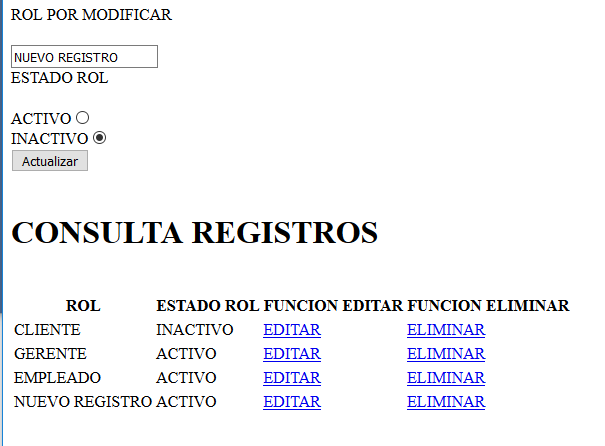 ROL POR MODIFICAR
NUEVO REGISTRO
ESTADO ROL
ACTIVO
INACTIVO
Actualizar
CONSULTA REGISTROS
ROL ESTADO ROL FUNCION EDITAR FUNCION ELIMINAR
CLIENTE INACTIVO EDITAR ELIMINAR
GERENTE ACTIVO EDITAR ELIMINAR
EMPLEADO ACTIVO EDITAR ELIMINAR
NUEVO REGISTRO ACTIVO EDITAR ELIMINAR